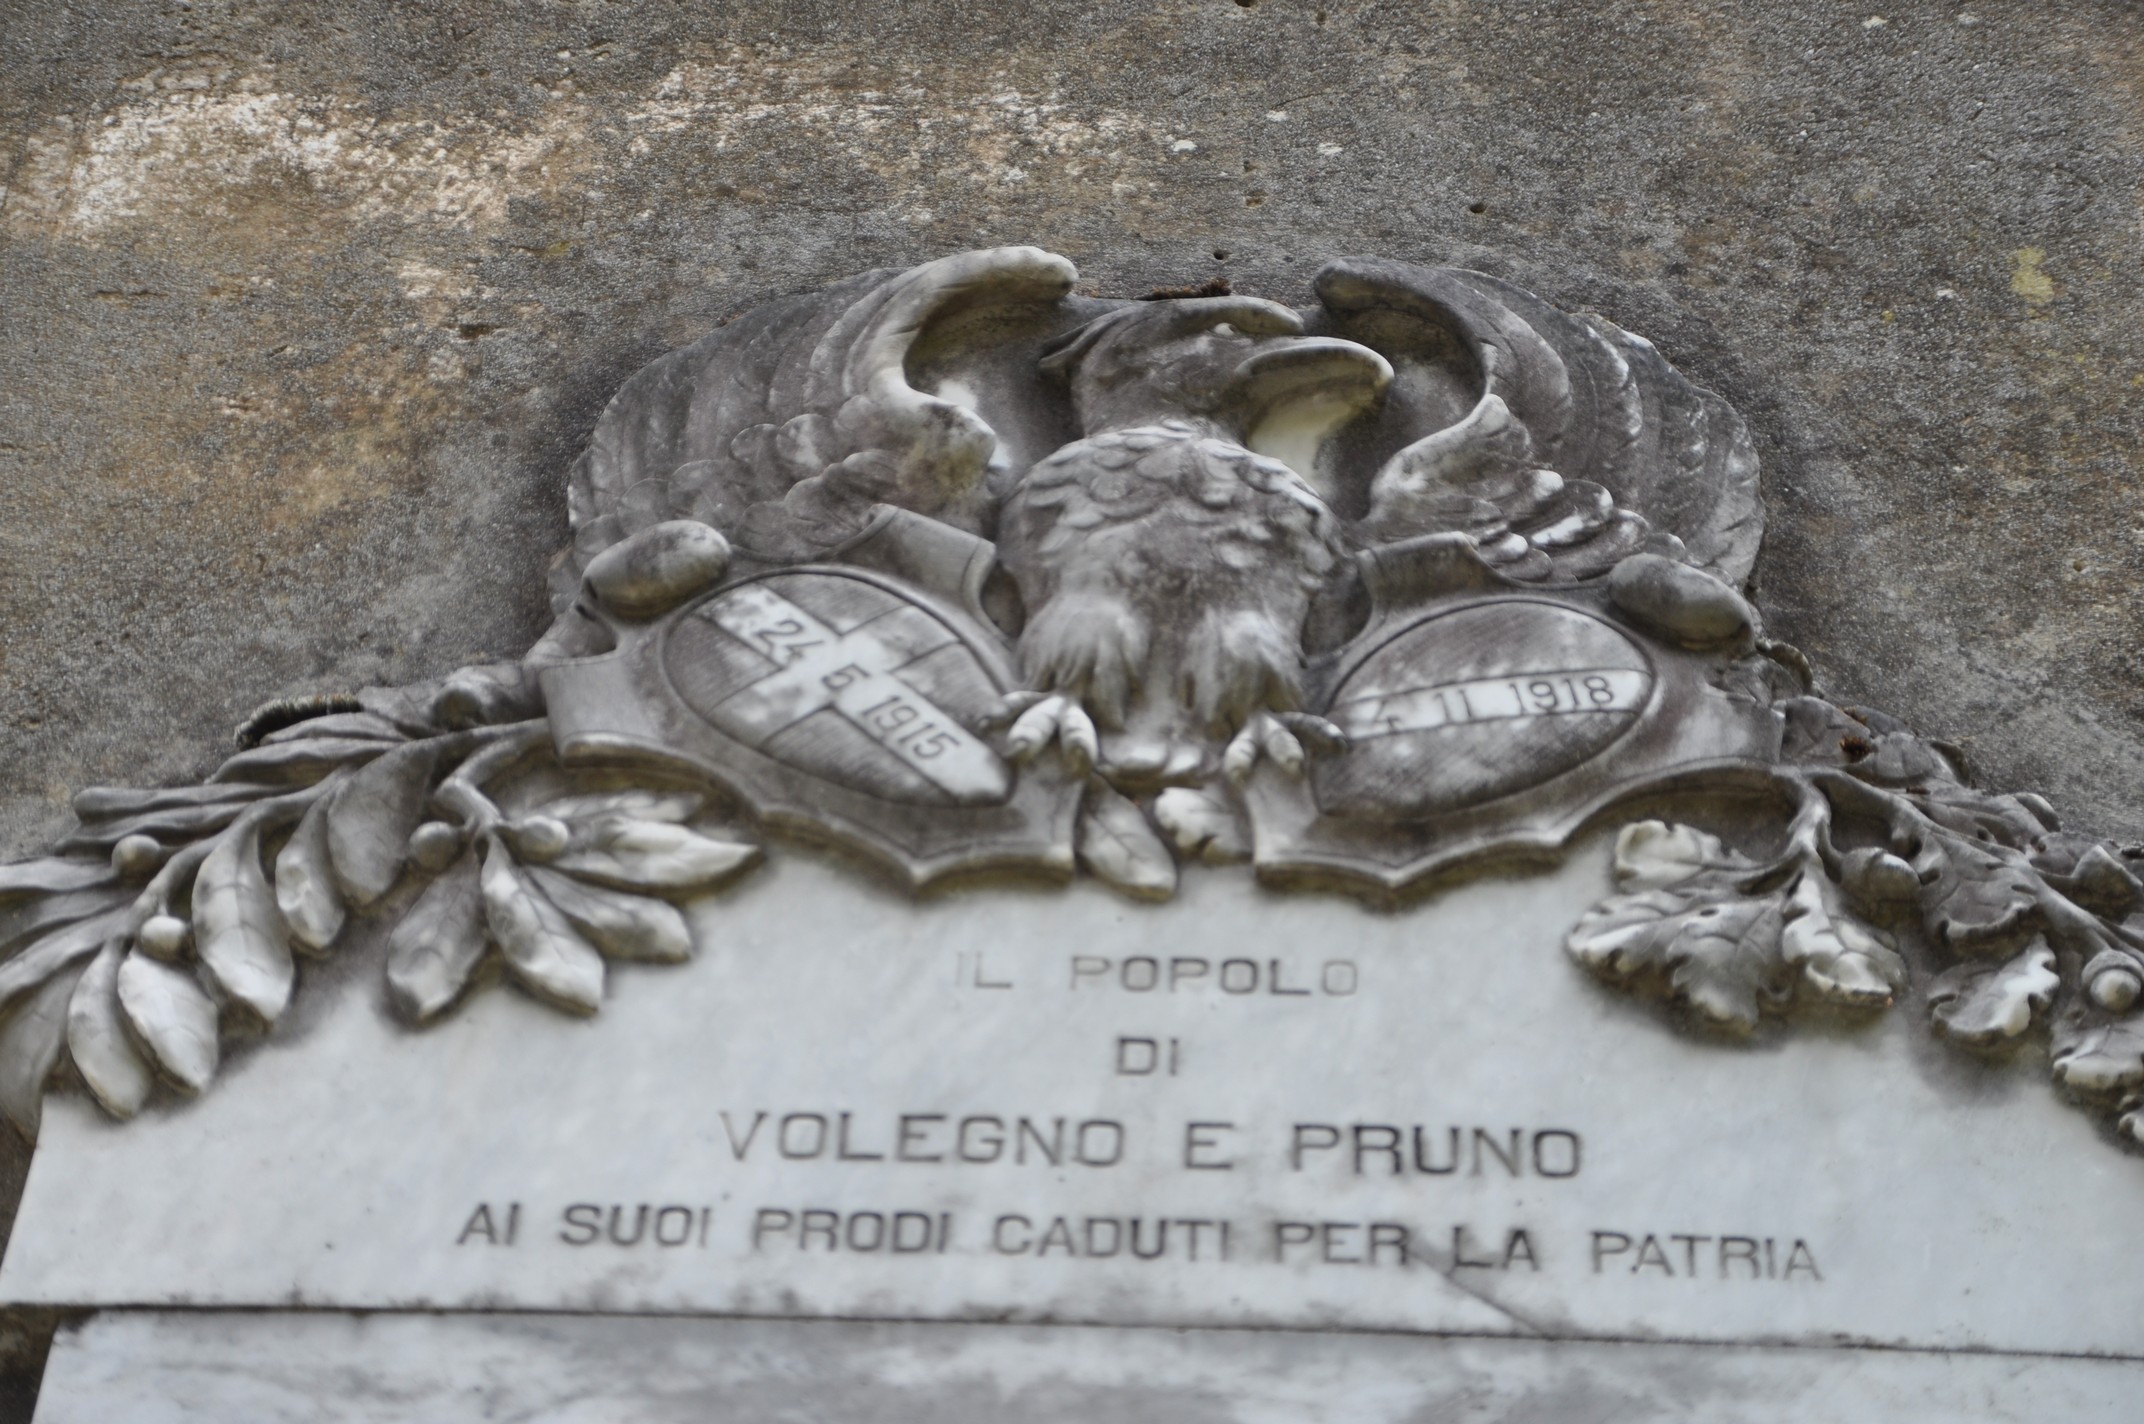 24 5 1915
4 11 1918
IL POPOLO
DI
VOLEGNO E PRUNO
AI SUOI PRODI CADUTI PER LA PATRIA